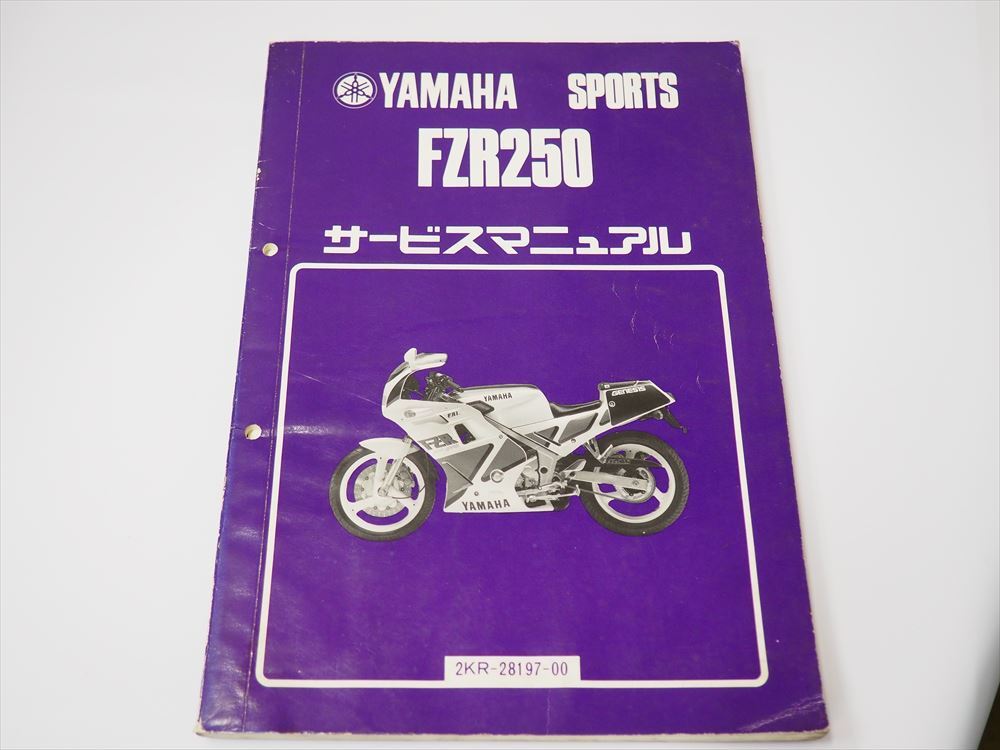 YAMAHA SPORTS
FZR250
サービスマニュアル
GENESIS
YAMAHA
FZR
YAMAHA
2KR-28197-00